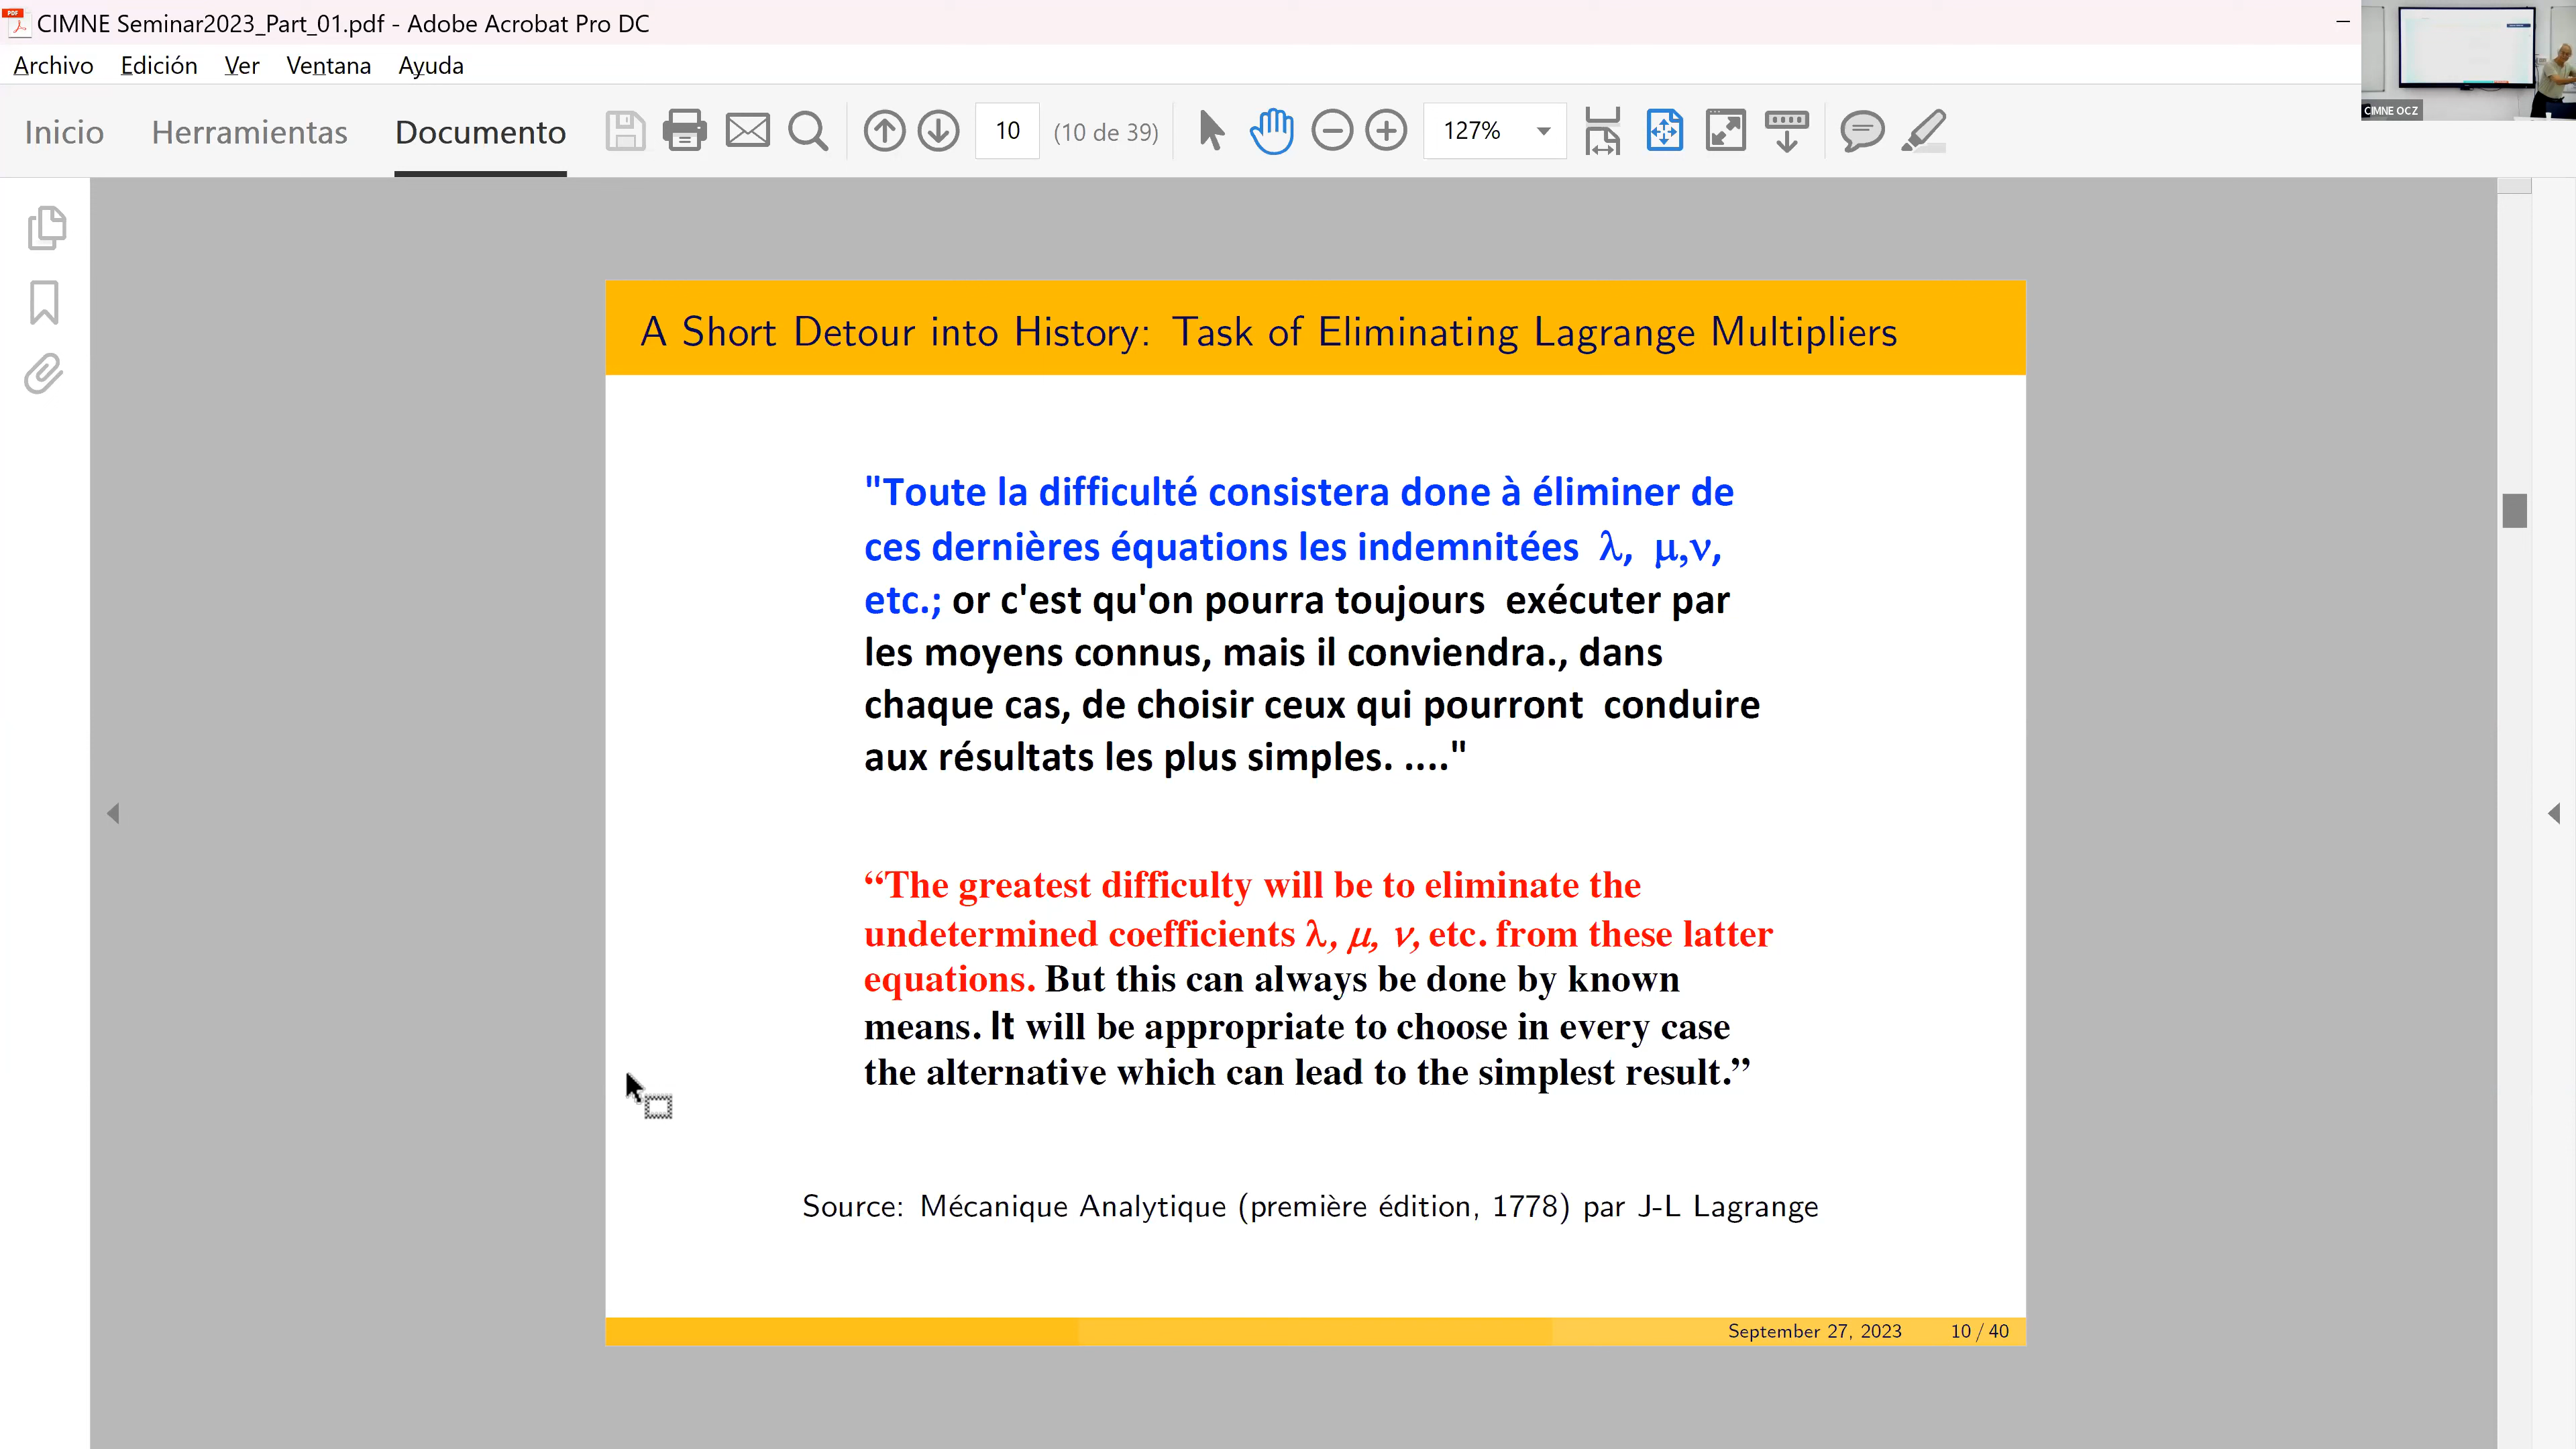 CIMNE Seminar2023_Part_01.pdf - Adobe Acrobat Pro DC
Archivo Edición Ver Ventana Ayuda
CIMNE OCZ
Inicio Herramientas Documento 10 (10 de 39) 127%
A Short Detour into History: Task of Eliminating Lagrange Multipliers
"Toute la difficulté consistera done à éliminer de
ces dernières équations les indemnitées λ, μ,ν,
etc.; or c'est qu'on pourra toujours exécuter par
les moyens connus, mais il conviendra., dans
chaque cas, de choisir ceux qui pourront conduire
aux résultats les plus simples. ...."
“The greatest difficulty will be to eliminate the
undetermined coefficients λ, μ, ν, etc. from these latter
equations. But this can always be done by known
means. It will be appropriate to choose in every case
the alternative which can lead to the simplest result.”
Source: Mécanique Analytique (première édition, 1778) par J-L Lagrange
September 27, 2023 10 / 40